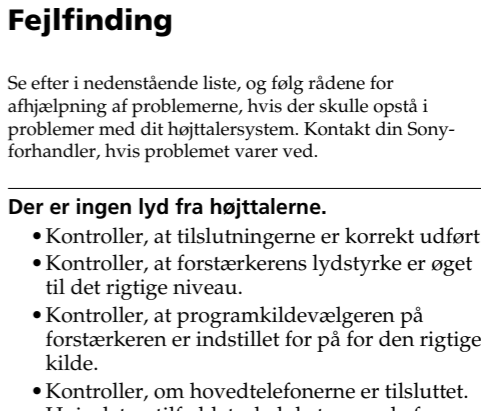 Fejlfinding
Se efter i nedenstående liste, og følg rådene for
afhjælpning af problemerne, hvis der skulle opstå i
problemer med dit højttalersystem. Kontakt din Sony-
forhandler, hvis problemet varer ved.
Der er ingen lyd fra højttalerne.
• Kontroller, at tilslutningerne er korrekt udført
• Kontroller, at forstærkerens lydstyrke er øget
til det rigtige niveau.
• Kontroller, at programkildevælgeren på
forstærkeren er indstillet for på for den rigtige
kilde.
• Kontroller, om hovedtelefonerne er tilsluttet.